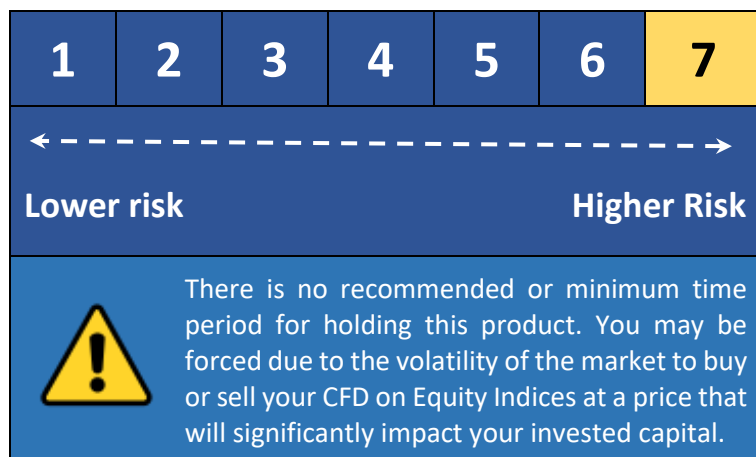 1 2 3 4 5 6 7
Lower risk Higher Risk
There is no recommended or minimum time
period for holding this product. You may be
forced due to the volatility of the market to buy
or sell your CFD on Equity Indices at a price that
will significantly impact your invested capital.